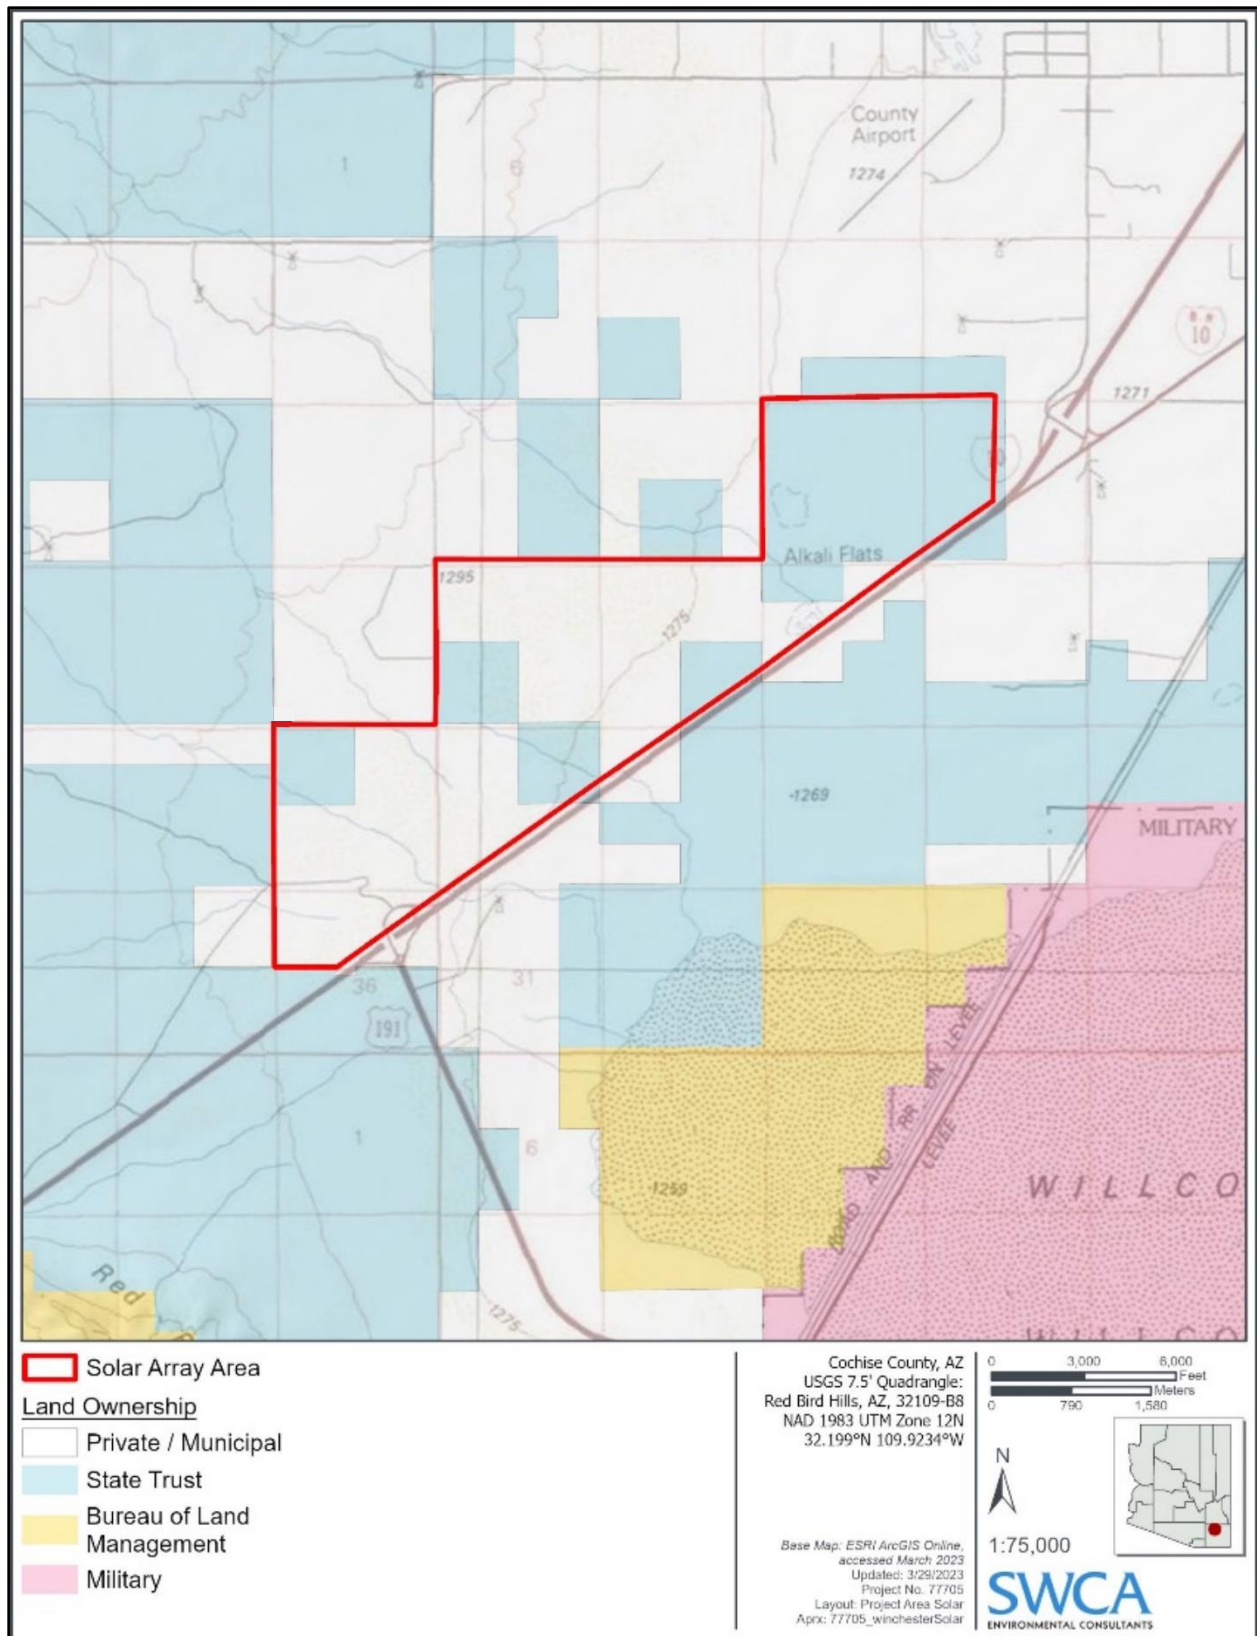 County
Airport
1
6
1274
10
1271
Alkali Flats
1295
1275
-1269
MILITARY
36
31
191
LEVEE
ROAD AND RR ON LEVEE
1
6
-1259
WILLCO
Red
1275
WILLCO
Solar Array Area
Land Ownership
Private / Municipal
State Trust
Bureau of Land
Management
Military
Cochise County, AZ
USGS 7.5' Quadrangle:
Red Bird Hills, AZ, 32109-B8
NAD 1983 UTM Zone 12N
32.199°N 109.9234°W
Base Map: ESRI ArcGIS Online,
accessed March 2023
Updated: 3/29/2023
Project No. 77705
Layout: Project Area Solar
Aprx: 77705_winchesterSolar
0 3,000 6,000
Feet
Meters
0 790 1,580
N
1:75,000
SWCA
ENVIRONMENTAL CONSULTANTS